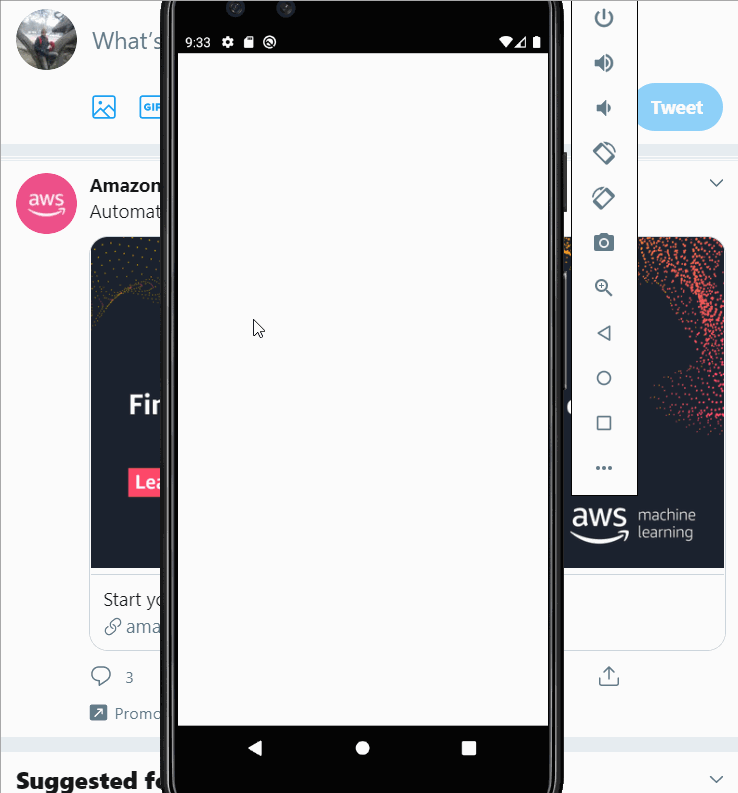 9:33
What's
GIF
Tweet
aws
Amazon
Automat
Fin
Lea
aws machine
learning
Start yo
ama
3
Promo
Suggested fo